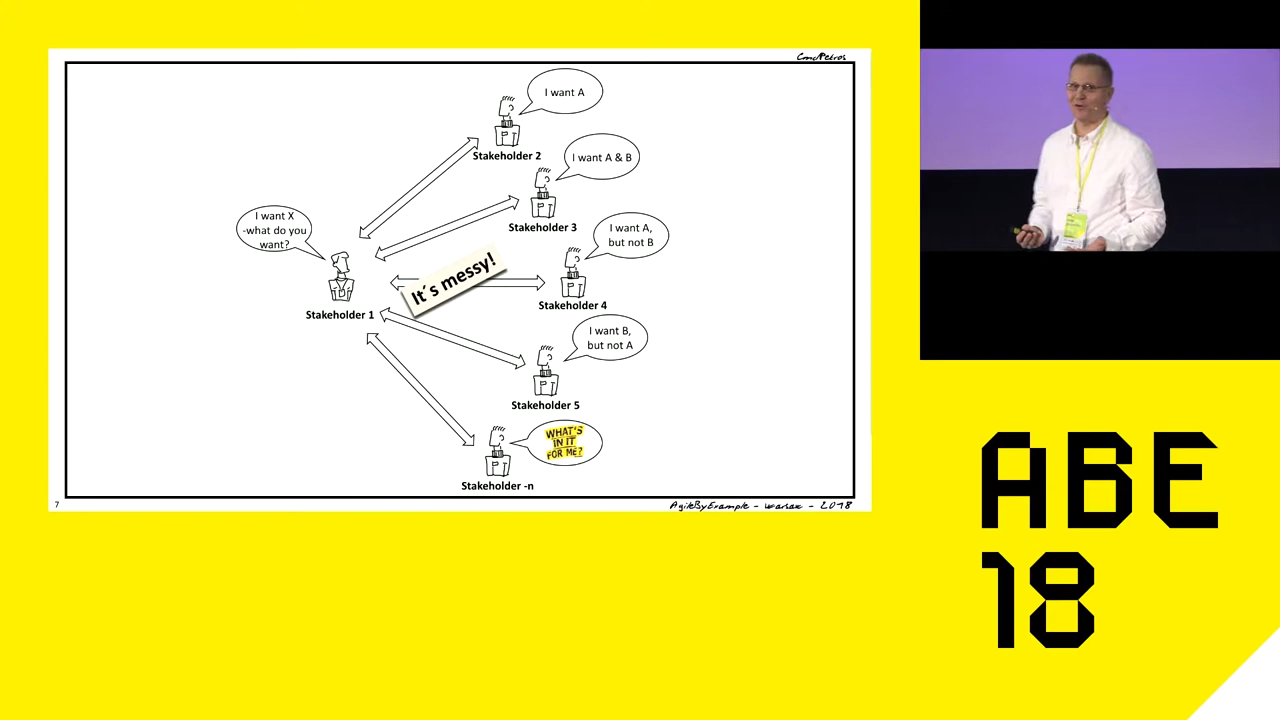 I want A
Stakeholder 2
I want A & B
Stakeholder 3
I want X
-what do you
want?
Stakeholder 1
It's messy!
I want A,
but not B
Stakeholder 4
I want B,
but not A
Stakeholder 5
WHAT'S
IN IT
FOR ME?
Stakeholder -n
7
AgileByExample - Warsaw - 2018
ABE
18